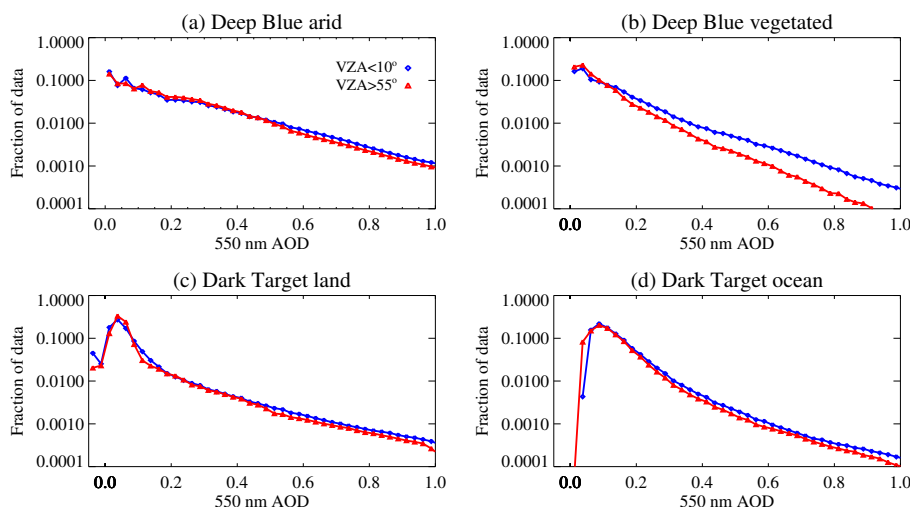 (a) Deep Blue arid
1.0000
0.1000
0.0100
0.0010
0.0001
Fraction of data
VZA<10°
VZA>55°
0.0 0.2 0.4 0.6 0.8 1.0
550 nm AOD
(b) Deep Blue vegetated
1.0000
0.1000
0.0100
0.0010
0.0001
Fraction of data
0.0 0.2 0.4 0.6 0.8 1.0
550 nm AOD
(c) Dark Target land
1.0000
0.1000
0.0100
0.0010
0.0001
Fraction of data
0.0 0.2 0.4 0.6 0.8 1.0
550 nm AOD
(d) Dark Target ocean
1.0000
0.1000
0.0100
0.0010
0.0001
Fraction of data
0.0 0.2 0.4 0.6 0.8 1.0
550 nm AOD